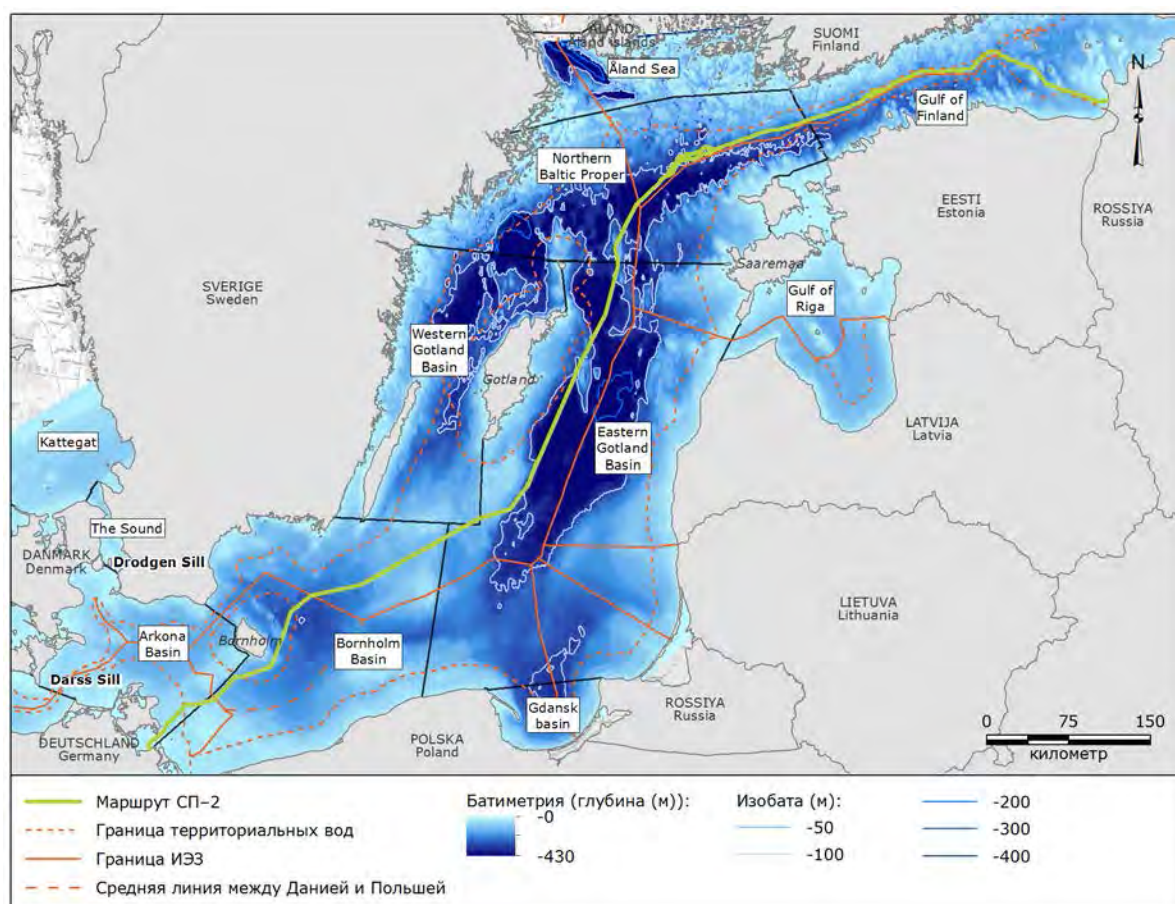 ÅLAND
Åland Islands
SUOMI
Finland
Åland Sea
N
Gulf of
Finland
Northern
Baltic Proper
EESTI
Estonia
ROSSIYA
Russia
SVERIGE
Sweden
Saaremaa
Gulf of
Riga
Western
Gotland
Basin
Gotland
LATVIJA
Latvia
Kattegat
Eastern
Gotland
Basin
The Sound
DANMARK
Denmark
Drodgen Sill
LIETUVA
Lithuania
Arkona
Basin
Bornholm
Bornholm
Basin
Darss Sill
Gdansk
basin
ROSSIYA
Russia
DEUTSCHLAND
Germany
POLSKA
Poland
0 75 150
километр
Маршрут СП-2
Граница территориальных вод
Граница ИЭЗ
Средняя линия между Данией и Польшей
Батиметрия (глубина (м)):
-0
-430
Изобата (м):
-50
-100
-200
-300
-400